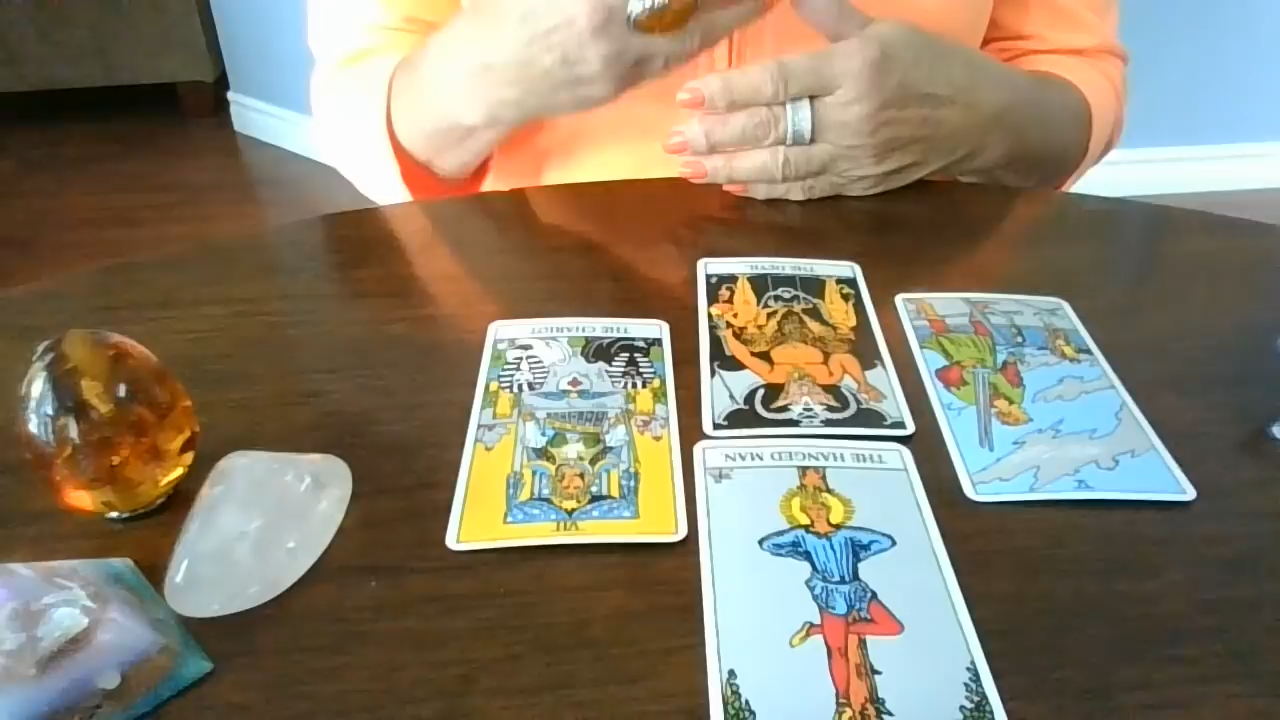 THE DEVIL.
THE CHARIOT.
VII
THE HANGED MAN.
V